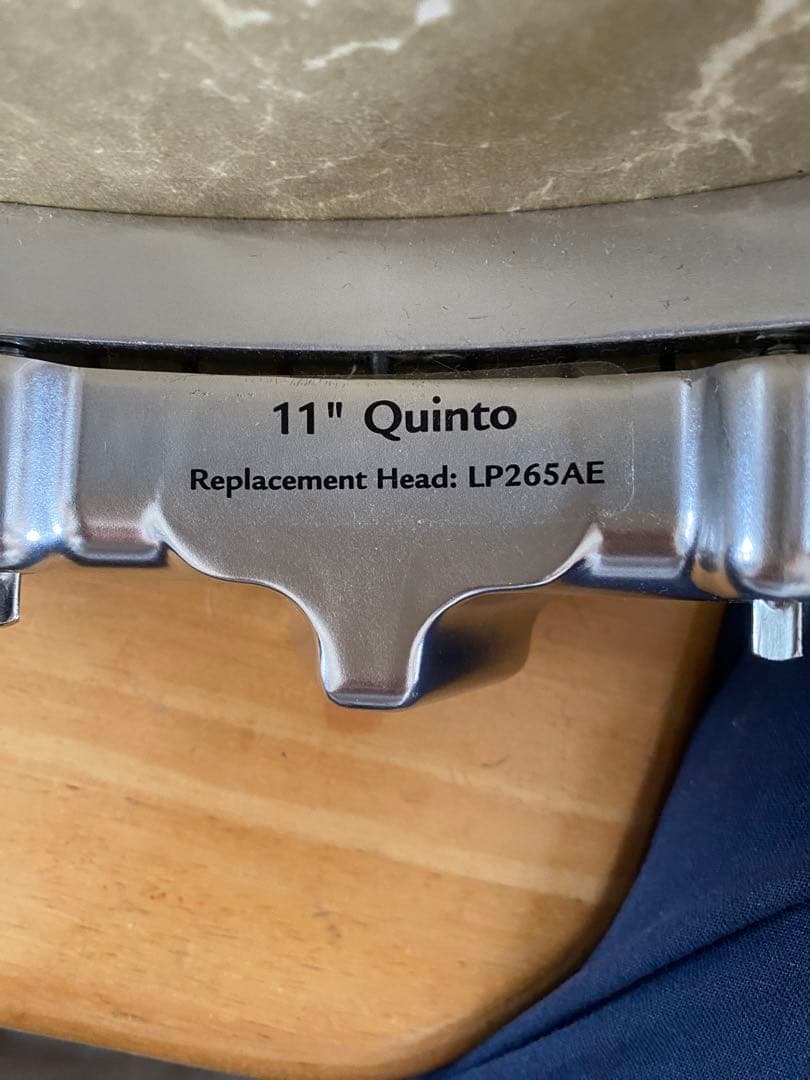 11" Quinto
Replacement Head: LP265AE